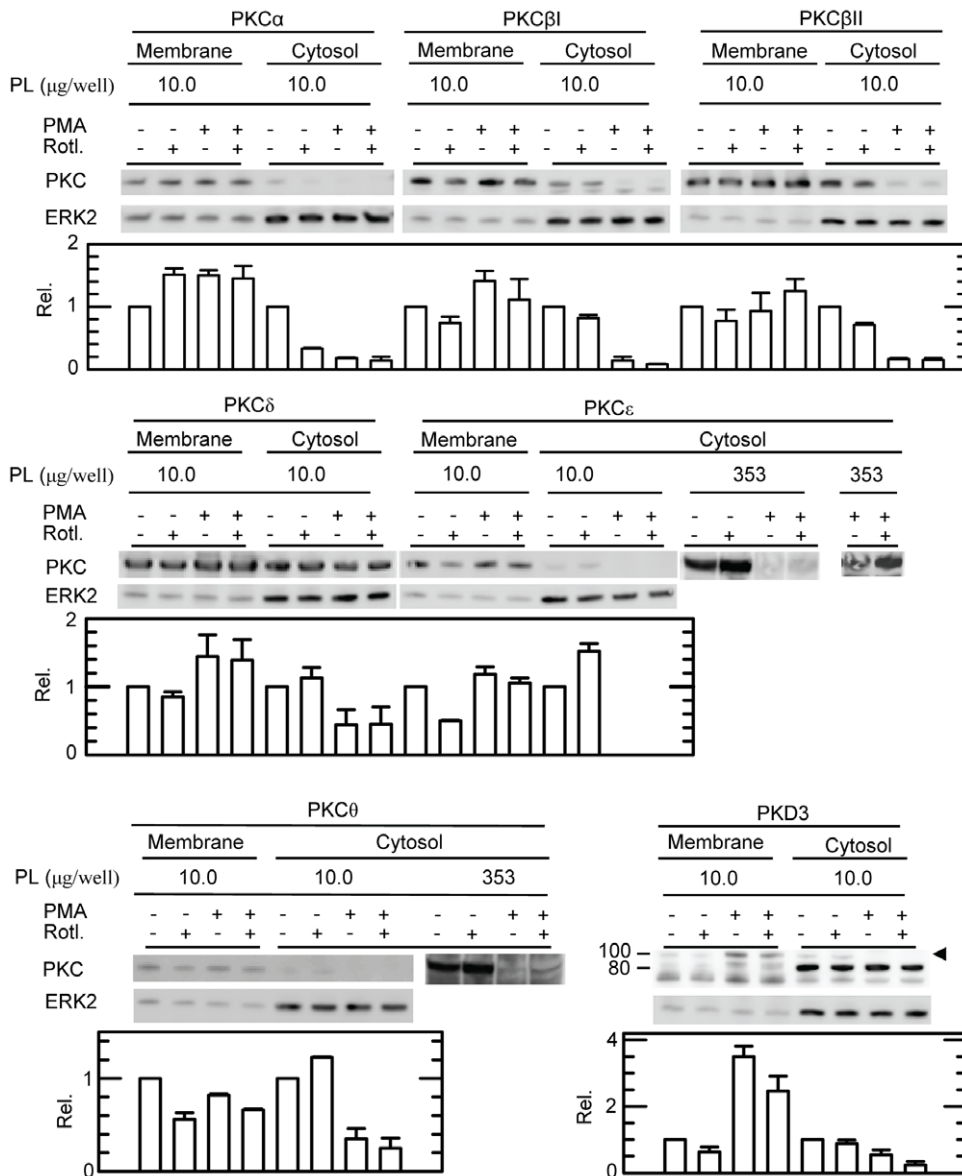 PKCα PKCβI PKCβII
Membrane Cytosol Membrane Cytosol Membrane Cytosol
PL (μg/well) 10.0 10.0 10.0 10.0 10.0 10.0
PMA - - + + - - + + - - + + - - + + - - + + - - + +
Rotl. - + - + - + - + - + - + - + - + - + - + - + - +
PKC
ERK2
2
1
0
Rel.
PKCδ PKCε
Membrane Cytosol Membrane Cytosol
PL (μg/well) 10.0 10.0 10.0 10.0 353 353
PMA - - + + - - + + - - + + - - + + - - + + + +
Rotl. - + - + - + - + - + - + - + - + - + - + - +
PKC
ERK2
2
1
0
Rel.
PKCθ PKD3
Membrane Cytosol Membrane Cytosol
PL (μg/well) 10.0 10.0 353 10.0 10.0
PMA - - + + - - + + - - + + - - + + - - + +
Rotl. - + - + - + - + - + - + - + - + - + - +
PKC 100
80
ERK2
1
0
Rel.
4
2
0
Rel.